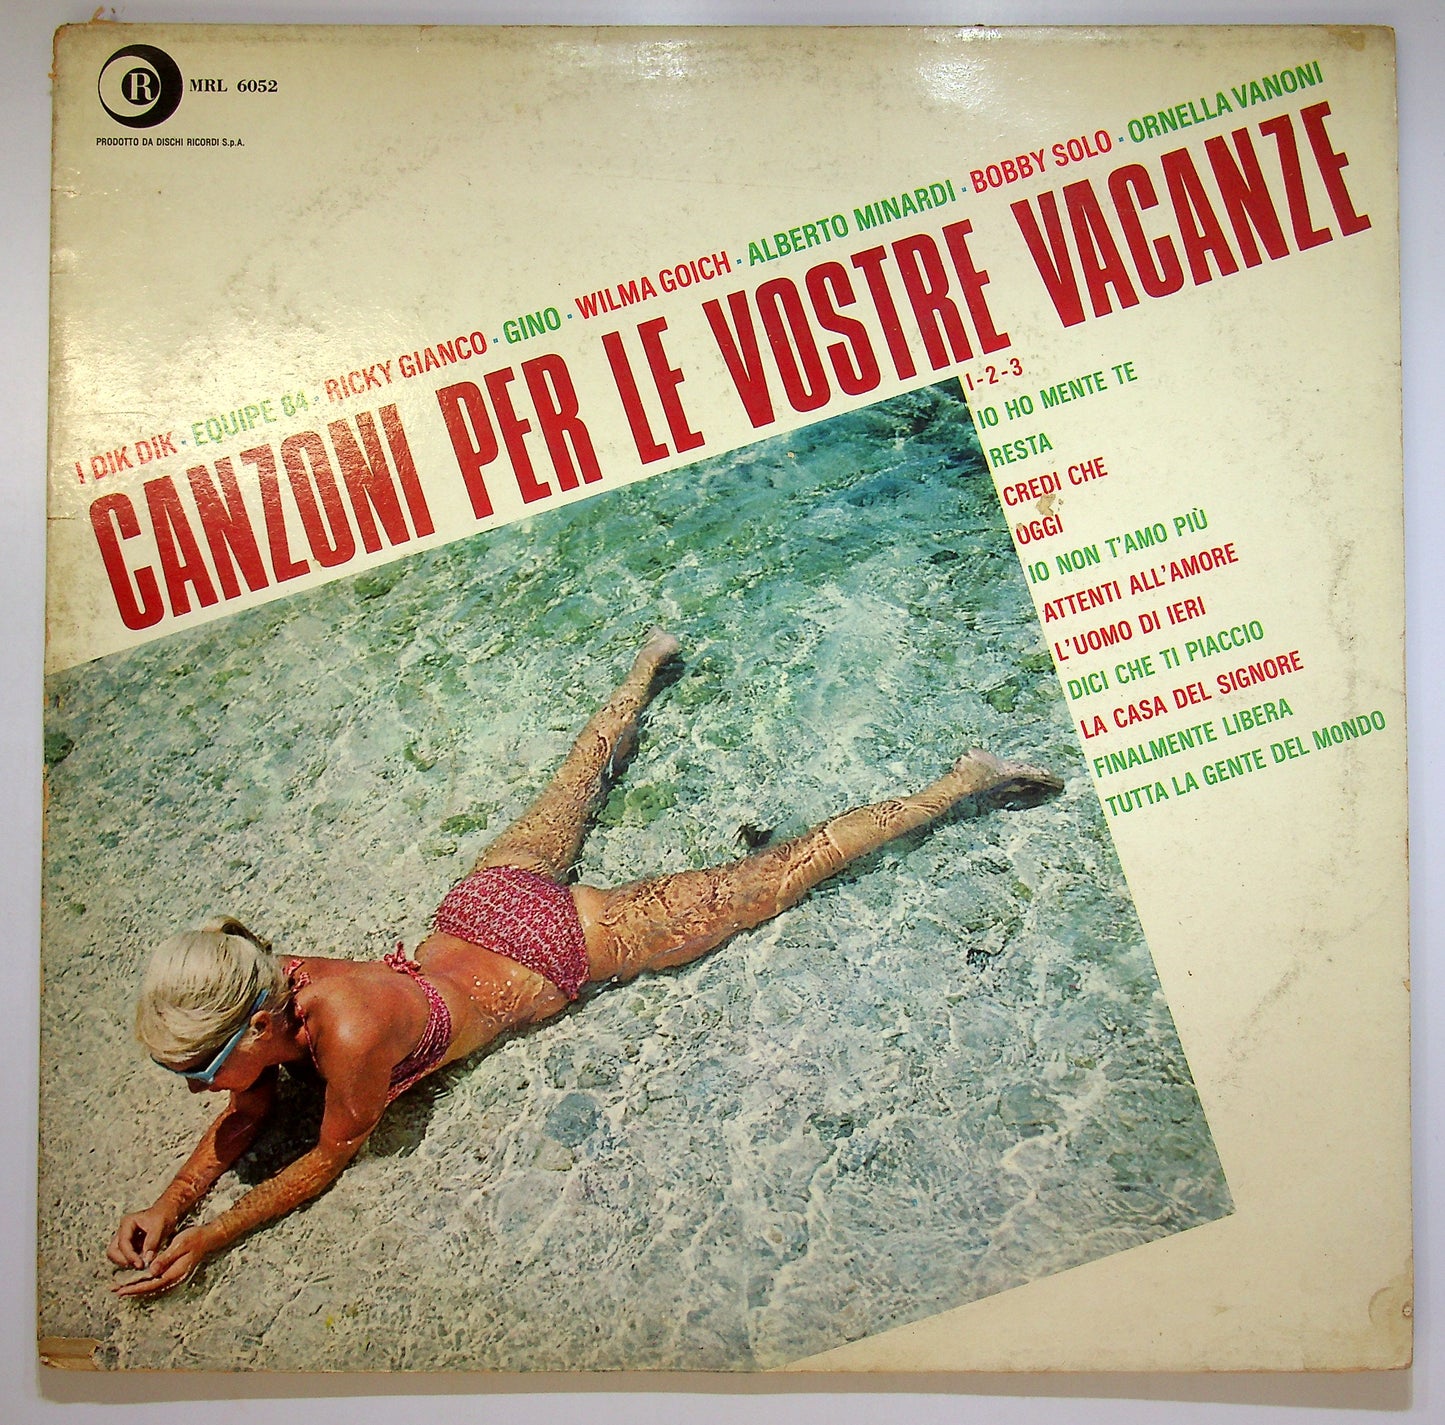 R
MRL 6052
PRODOTTO DA DISCHI RICORDI S.p.A.
I DIK DIK · EQUIPE 84 · RICKY GIANCO · GINO · WILMA GOICH · ALBERTO MINARDI · BOBBY SOLO · ORNELLA VANONI
CANZONI PER LE VOSTRE VACANZE
1-2-3
IO HO MENTE TE
RESTA
CREDI CHE
OGGI
IO NON T'AMO PIÙ
ATTENTI ALL'AMORE
L'UOMO DI IERI
DICI CHE TI PIACCIO
LA CASA DEL SIGNORE
FINALMENTE LIBERA
TUTTA LA GENTE DEL MONDO